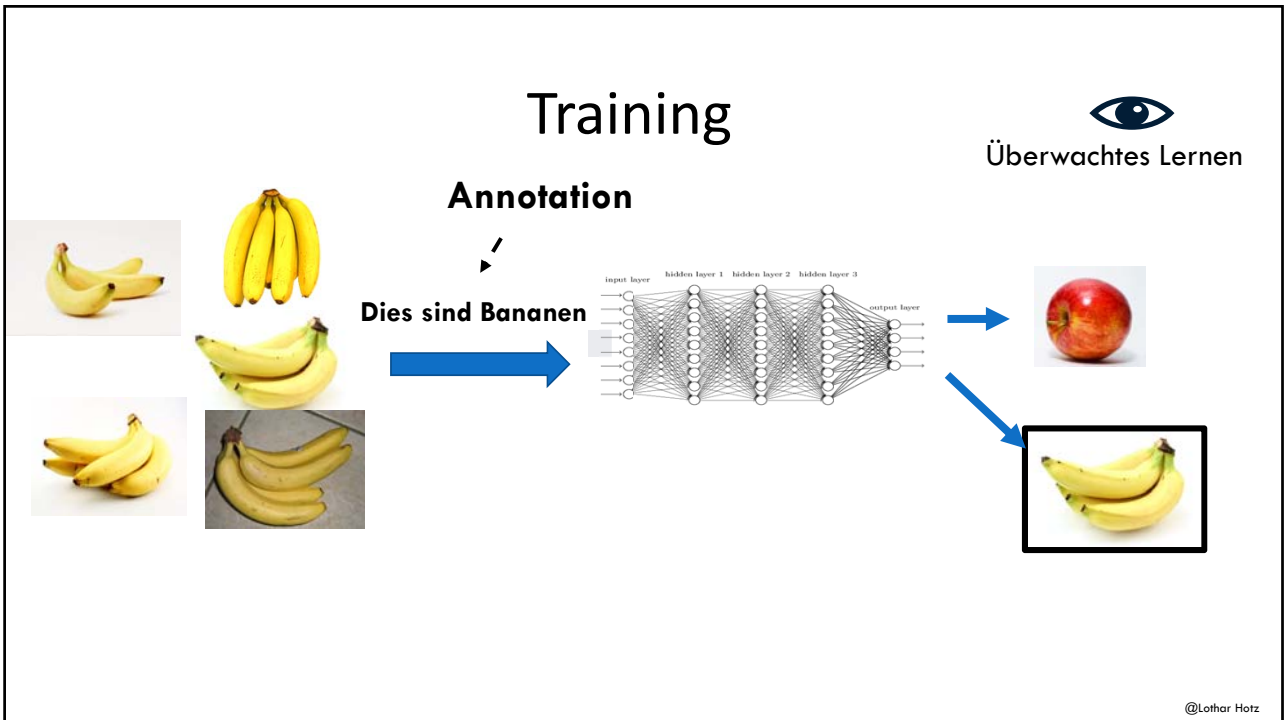 Training
Überwachtes Lernen
Annotation
Dies sind Bananen
input layer
hidden layer 1 hidden layer 2 hidden layer 3
output layer
@Lothar Hotz